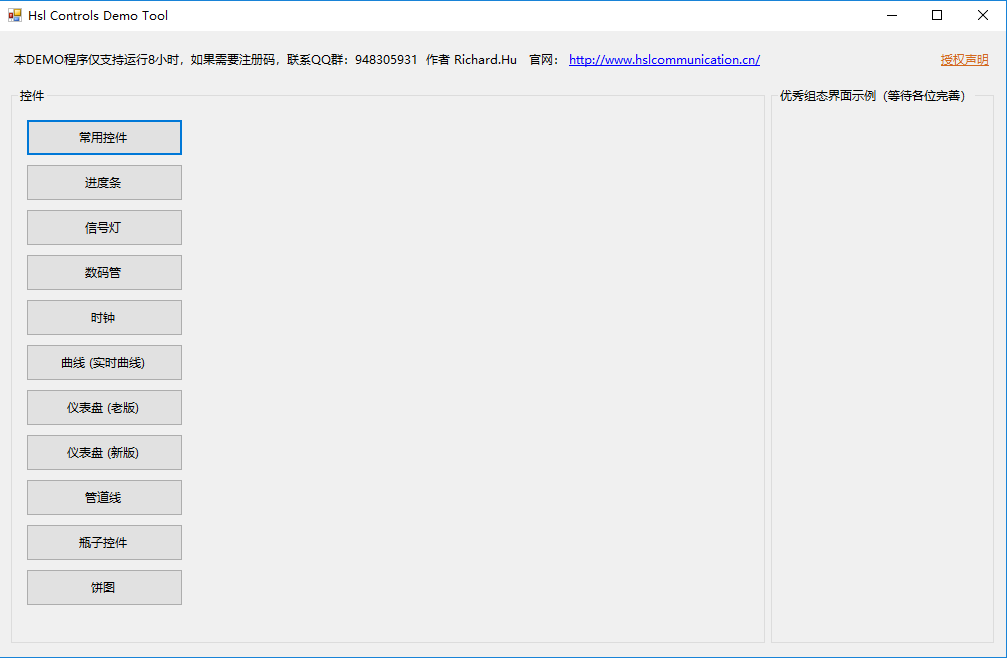 Hsl Controls Demo Tool
本DEMO程序仅支持运行8小时，如果需要注册码，联系QQ群：948305931 作者 Richard.Hu 官网： http://www.hslcommunication.cn/ 授权声明
控件
优秀组态界面示例（等待各位完善）
常用控件
进度条
信号灯
数码管
时钟
曲线 (实时曲线)
仪表盘 (老版)
仪表盘 (新版)
管道线
瓶子控件
饼图